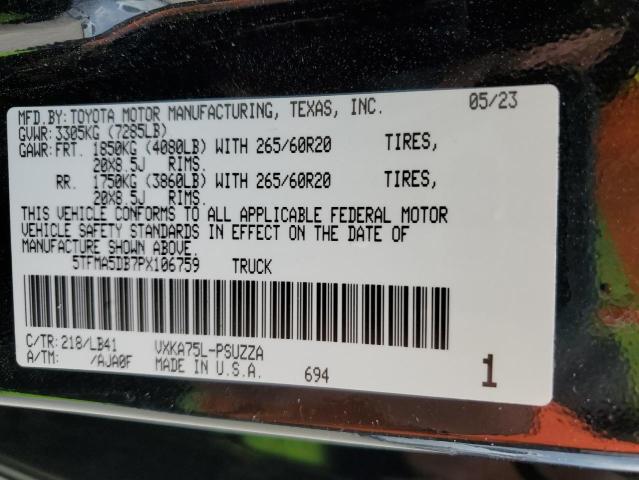 MFD.BY: TOYOTA MOTOR MANUFACTURING, TEXAS, INC. 05/23
GVWR: 3305KG (7285LB)
GAWR: FRT. 1850KG (4080LB) WITH 265/60R20 TIRES,
20X8.5J RIMS.
RR. 1750KG (3860LB) WITH 265/60R20 TIRES,
20X8.5J RIMS.
THIS VEHICLE CONFORMS TO ALL APPLICABLE FEDERAL MOTOR
VEHICLE SAFETY STANDARDS IN EFFECT ON THE DATE OF
MANUFACTURE SHOWN ABOVE.
5TFMA5DB7PX106759 TRUCK
C/TR: 218/LB41 VXKA75L-PSUZZA
A/TM: /AJA0F MADE IN U.S.A. 694 1